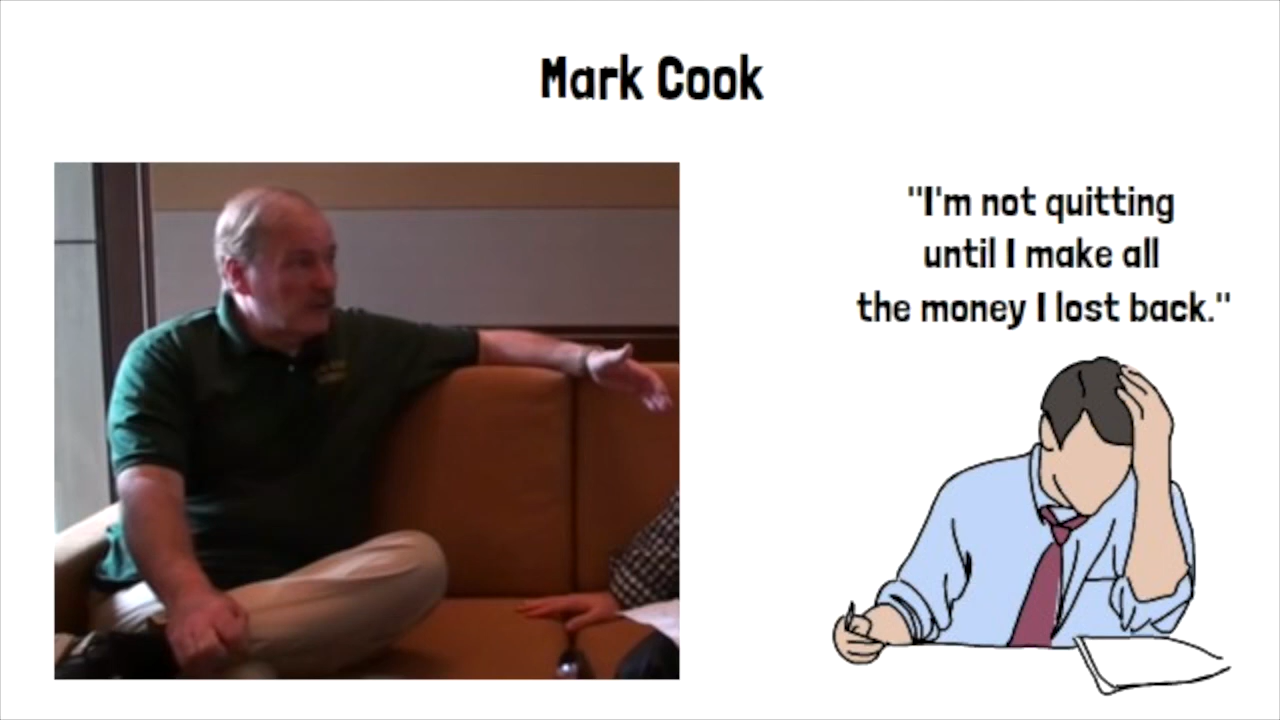 Mark Cook
"I'm not quitting
until I make all
the money I lost back."